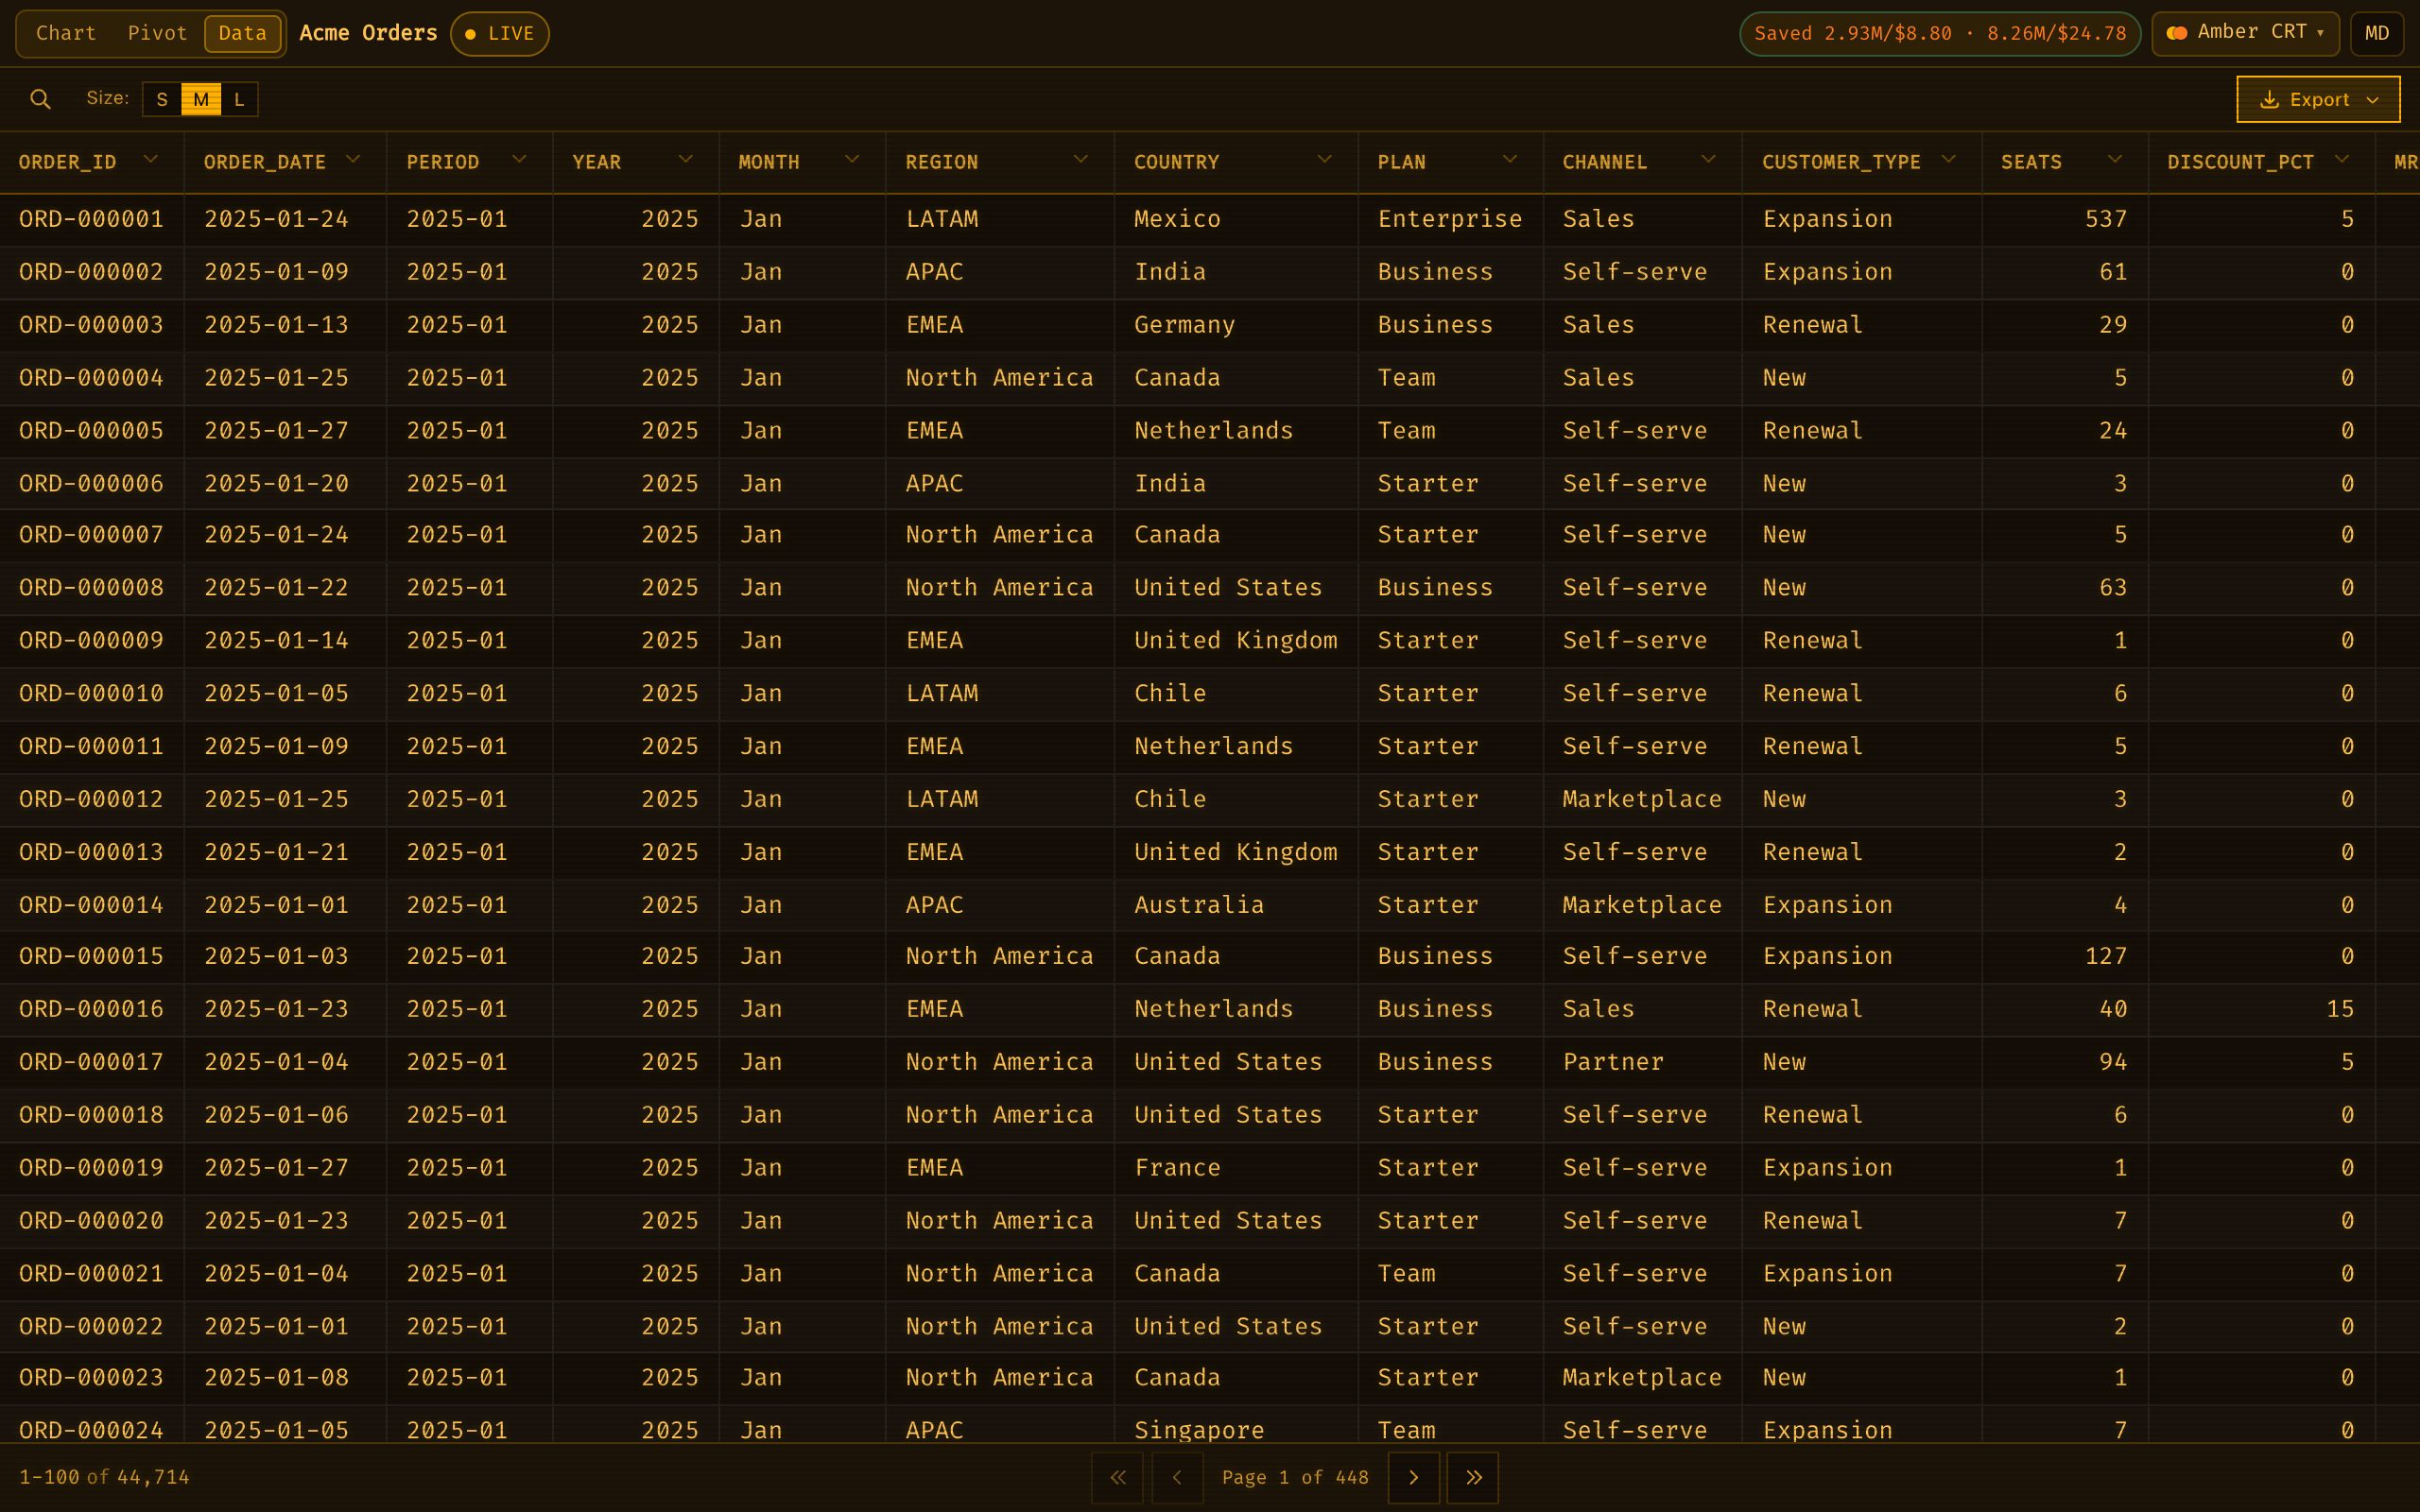 Chart Pivot Data Acme Orders LIVE Saved 2.93M/$8.80 · 8.26M/$24.78 Amber CRT MD
Size: S M L Export
ORDER_ID ORDER_DATE PERIOD YEAR MONTH REGION COUNTRY PLAN CHANNEL CUSTOMER_TYPE SEATS DISCOUNT_PCT MR
ORD-000001 2025-01-24 2025-01 2025 Jan LATAM Mexico Enterprise Sales Expansion 537 5
ORD-000002 2025-01-09 2025-01 2025 Jan APAC India Business Self-serve Expansion 61 0
ORD-000003 2025-01-13 2025-01 2025 Jan EMEA Germany Business Sales Renewal 29 0
ORD-000004 2025-01-25 2025-01 2025 Jan North America Canada Team Sales New 5 0
ORD-000005 2025-01-27 2025-01 2025 Jan EMEA Netherlands Team Self-serve Renewal 24 0
ORD-000006 2025-01-20 2025-01 2025 Jan APAC India Starter Self-serve New 3 0
ORD-000007 2025-01-24 2025-01 2025 Jan North America Canada Starter Self-serve New 5 0
ORD-000008 2025-01-22 2025-01 2025 Jan North America United States Business Self-serve New 63 0
ORD-000009 2025-01-14 2025-01 2025 Jan EMEA United Kingdom Starter Self-serve Renewal 1 0
ORD-000010 2025-01-05 2025-01 2025 Jan LATAM Chile Starter Self-serve Renewal 6 0
ORD-000011 2025-01-09 2025-01 2025 Jan EMEA Netherlands Starter Self-serve Renewal 5 0
ORD-000012 2025-01-25 2025-01 2025 Jan LATAM Chile Starter Marketplace New 3 0
ORD-000013 2025-01-21 2025-01 2025 Jan EMEA United Kingdom Starter Self-serve Renewal 2 0
ORD-000014 2025-01-01 2025-01 2025 Jan APAC Australia Starter Marketplace Expansion 4 0
ORD-000015 2025-01-03 2025-01 2025 Jan North America Canada Business Self-serve Expansion 127 0
ORD-000016 2025-01-23 2025-01 2025 Jan EMEA Netherlands Business Sales Renewal 40 15
ORD-000017 2025-01-04 2025-01 2025 Jan North America United States Business Partner New 94 5
ORD-000018 2025-01-06 2025-01 2025 Jan North America United States Starter Self-serve Renewal 6 0
ORD-000019 2025-01-27 2025-01 2025 Jan EMEA France Starter Self-serve Expansion 1 0
ORD-000020 2025-01-23 2025-01 2025 Jan North America United States Starter Self-serve Renewal 7 0
ORD-000021 2025-01-04 2025-01 2025 Jan North America Canada Team Self-serve Expansion 7 0
ORD-000022 2025-01-01 2025-01 2025 Jan North America United States Starter Self-serve New 2 0
ORD-000023 2025-01-08 2025-01 2025 Jan North America Canada Starter Marketplace New 1 0
ORD-000024 2025-01-05 2025-01 2025 Jan APAC Singapore Team Self-serve Expansion 7 0
1-100 of 44,714 Page 1 of 448